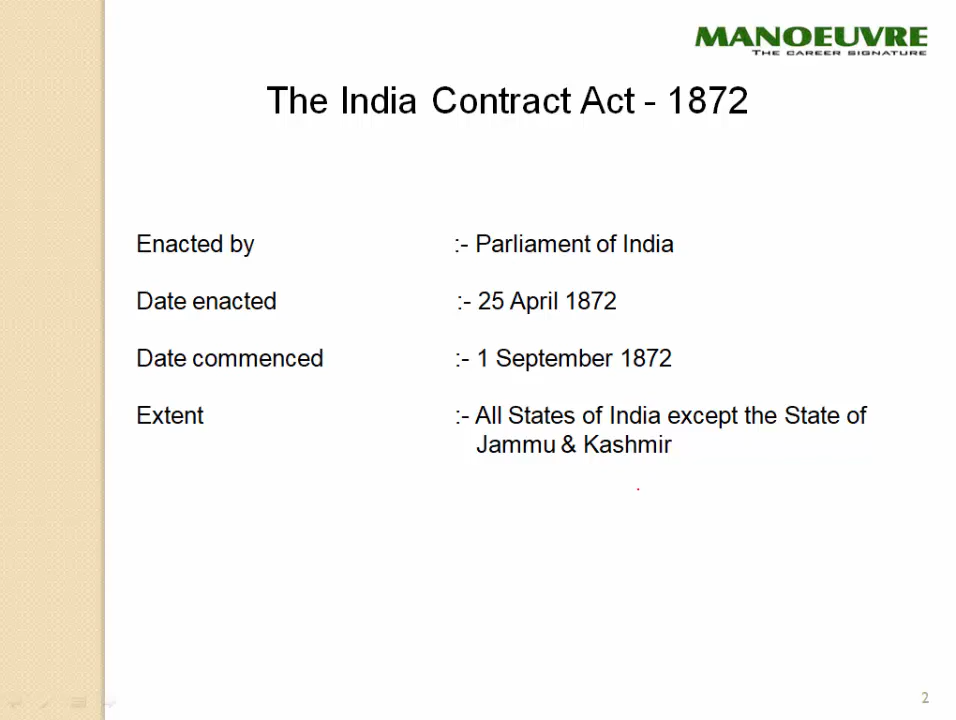 MANOEUVRE
THE CAREER SIGNATURE
The India Contract Act - 1872
Enacted by :- Parliament of India
Date enacted :- 25 April 1872
Date commenced :- 1 September 1872
Extent :- All States of India except the State of
Jammu & Kashmir
2